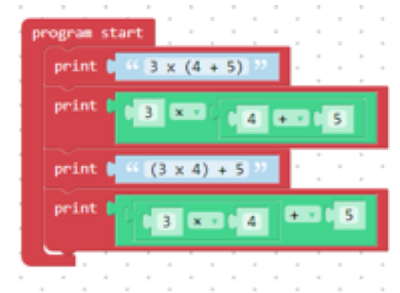 program start
print “ 3 x (4 + 5) ”
print 3 x 4 + 5
print “ (3 x 4) + 5 ”
print 3 x 4 + 5